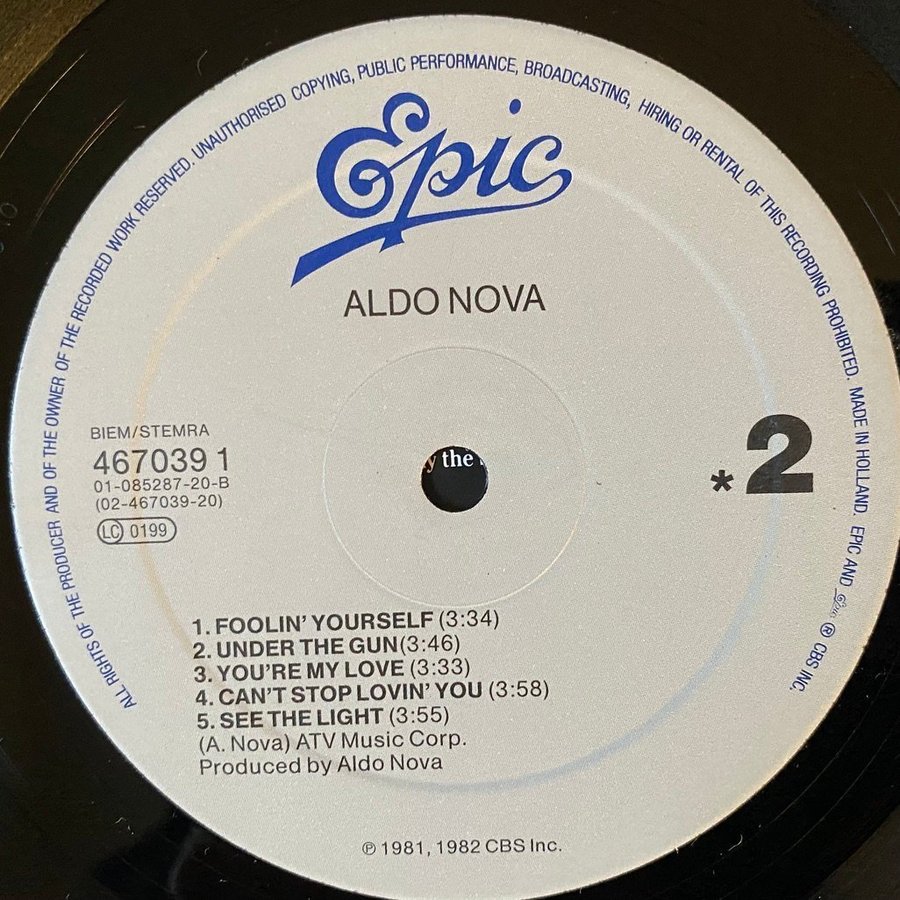 ALL RIGHTS OF THE PRODUCER AND OF THE OWNER OF THE RECORDED WORK RESERVED. UNAUTHORISED COPYING, PUBLIC PERFORMANCE, BROADCASTING, HIRING OR RENTAL OF THIS RECORDING PROHIBITED. MADE IN HOLLAND. EPIC AND Epic ® CBS INC.
Epic
ALDO NOVA
BIEM/STEMRA
467039 1
01-085287-20-B
(02-467039-20)
LC 0199
*2
y the
1. FOOLIN' YOURSELF (3:34)
2. UNDER THE GUN(3:46)
3. YOU'RE MY LOVE (3:33)
4. CAN'T STOP LOVIN' YOU (3:58)
5. SEE THE LIGHT (3:55)
(A. Nova) ATV Music Corp.
Produced by Aldo Nova
℗ 1981, 1982 CBS Inc.